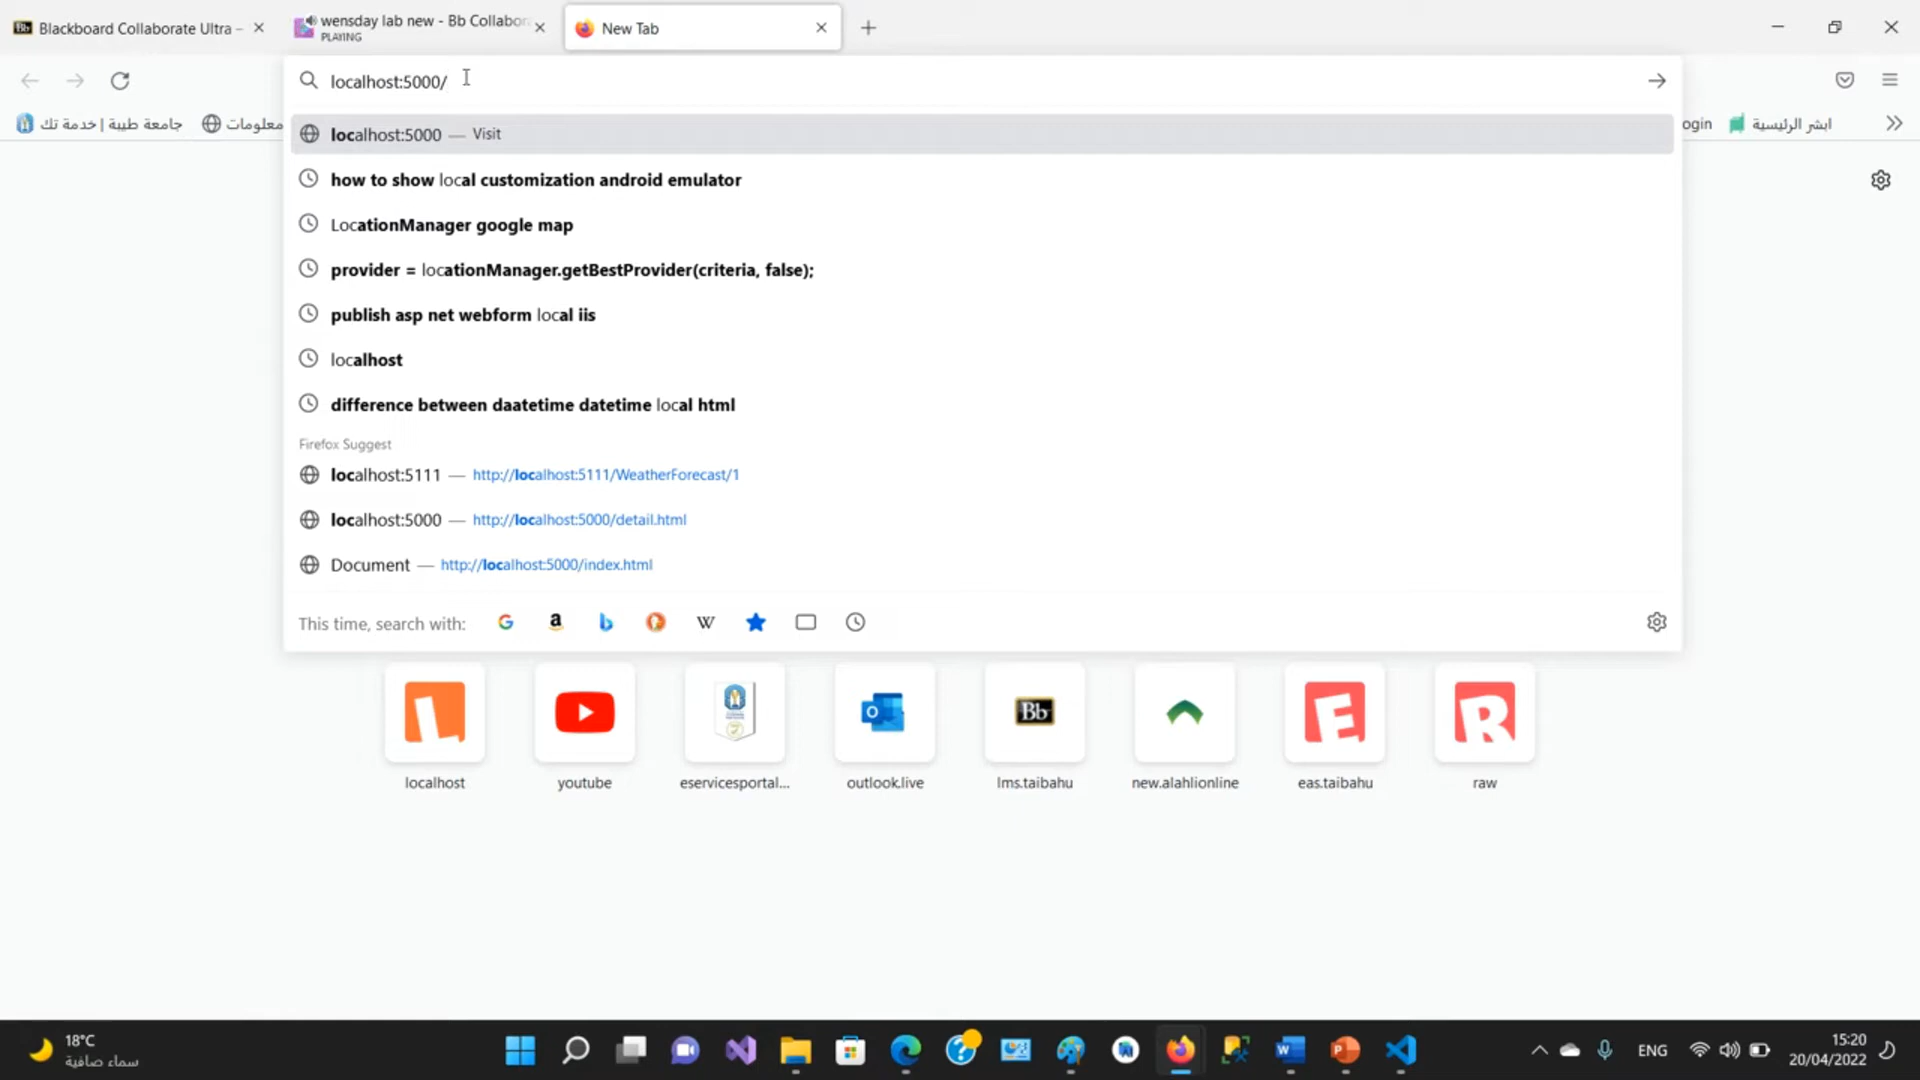 Blackboard Collaborate Ultra –
wensday lab new - Bb Collabora
PLAYING
New Tab
localhost:5000/
جامعة طيبة | خدمة تك
معلومات
ogin
ابشر الرئيسية
localhost:5000 — Visit
how to show local customization android emulator
LocationManager google map
provider = locationManager.getBestProvider(criteria, false);
publish asp net webform local iis
localhost
difference between daatetime datetime local html
Firefox Suggest
localhost:5111 — http://localhost:5111/WeatherForecast/1
localhost:5000 — http://localhost:5000/detail.html
Document — http://localhost:5000/index.html
This time, search with:
localhost
youtube
eservicesportal...
outlook.live
lms.taibahu
new.alahlionline
eas.taibahu
raw
18°C
سماء صافية
ENG
15:20
20/04/2022